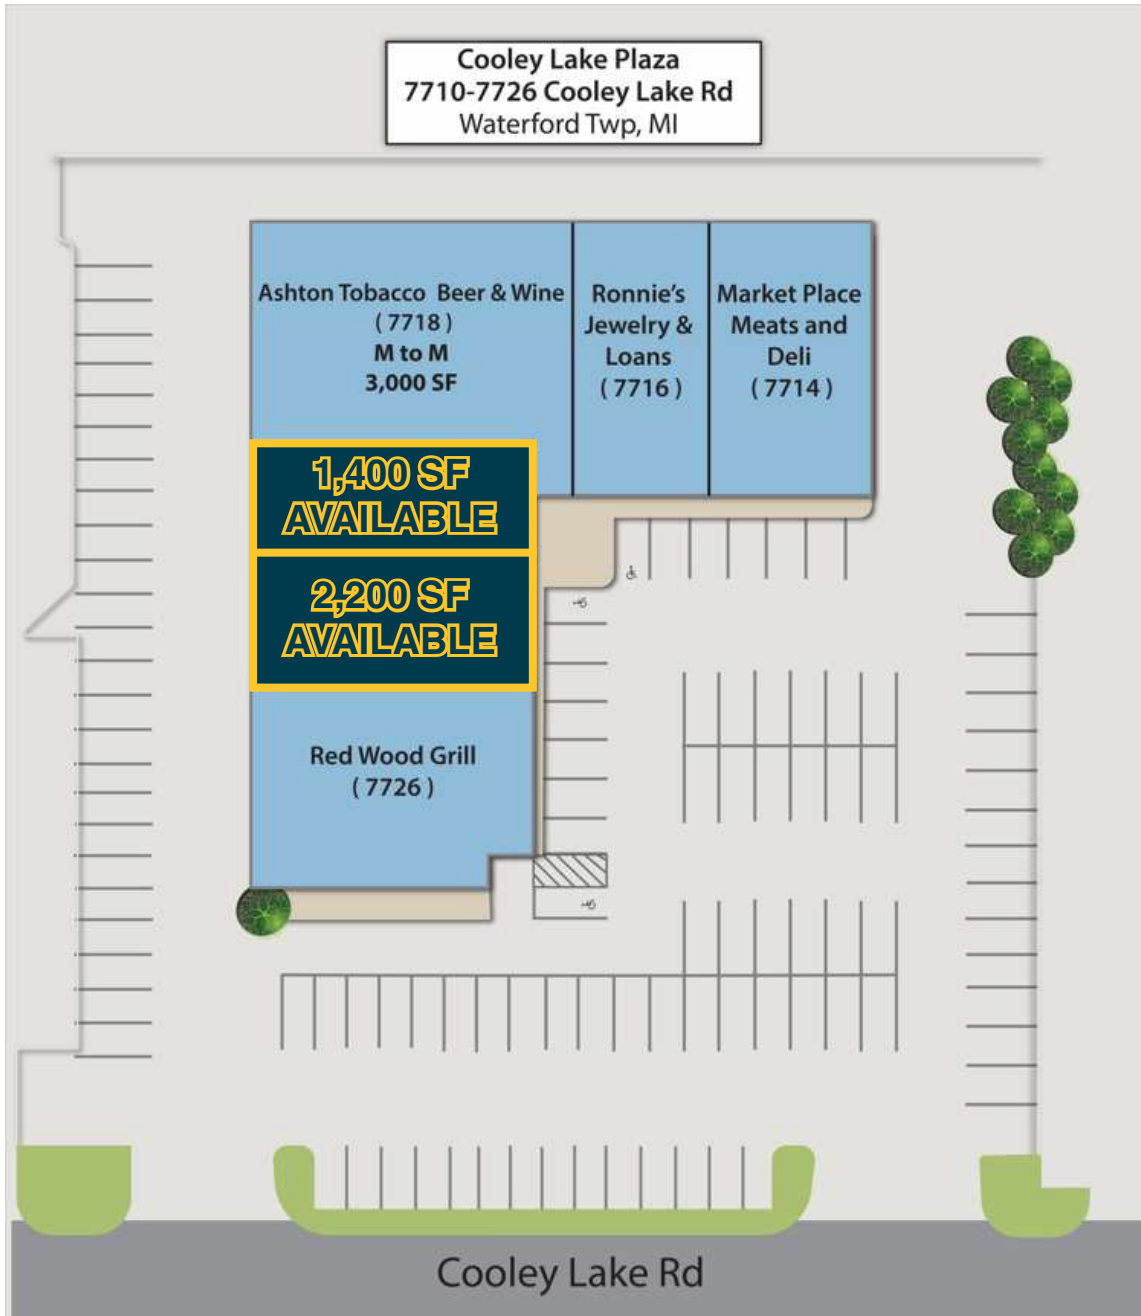 Cooley Lake Plaza
7710-7726 Cooley Lake Rd
Waterford Twp, MI
Ashton Tobacco Beer & Wine
( 7718 )
M to M
3,000 SF
Ronnie's
Jewelry &
Loans
( 7716 )
Market Place
Meats and
Deli
( 7714 )
1,400 SF
AVAILABLE
2,200 SF
AVAILABLE
Red Wood Grill
( 7726 )
Cooley Lake Rd